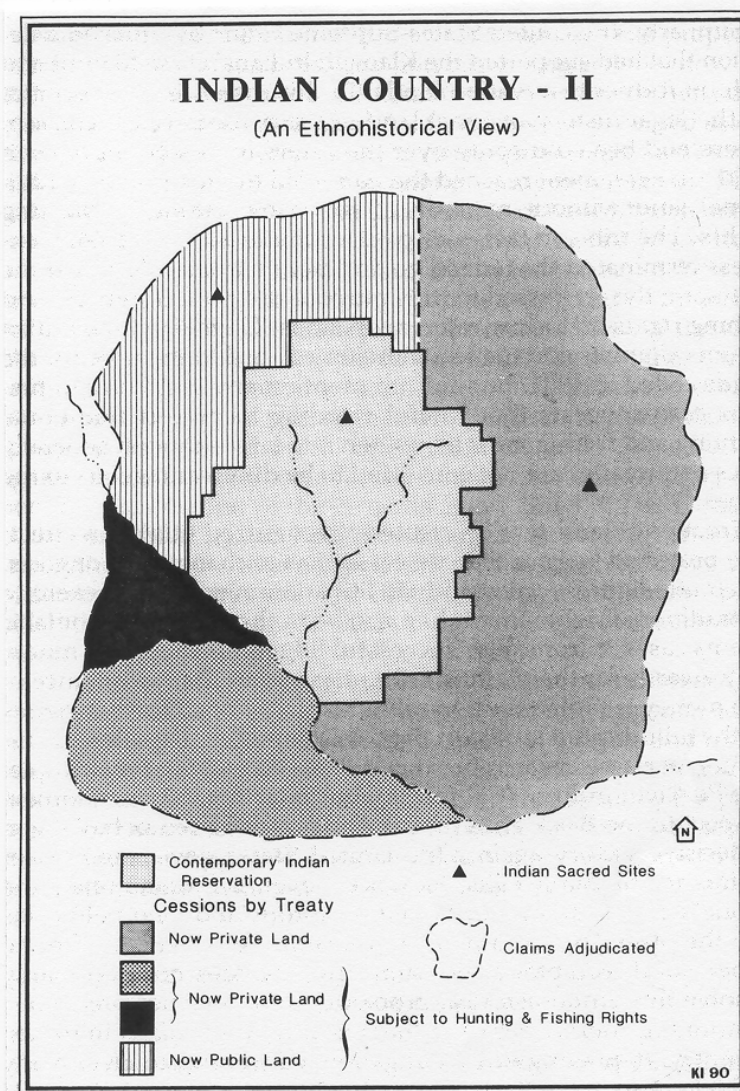 INDIAN COUNTRY - II
(An Ethnohistorical View)
N
Contemporary Indian
Reservation
Indian Sacred Sites
Cessions by Treaty
Now Private Land
Claims Adjudicated
Now Private Land
Subject to Hunting & Fishing Rights
Now Public Land
KI 90